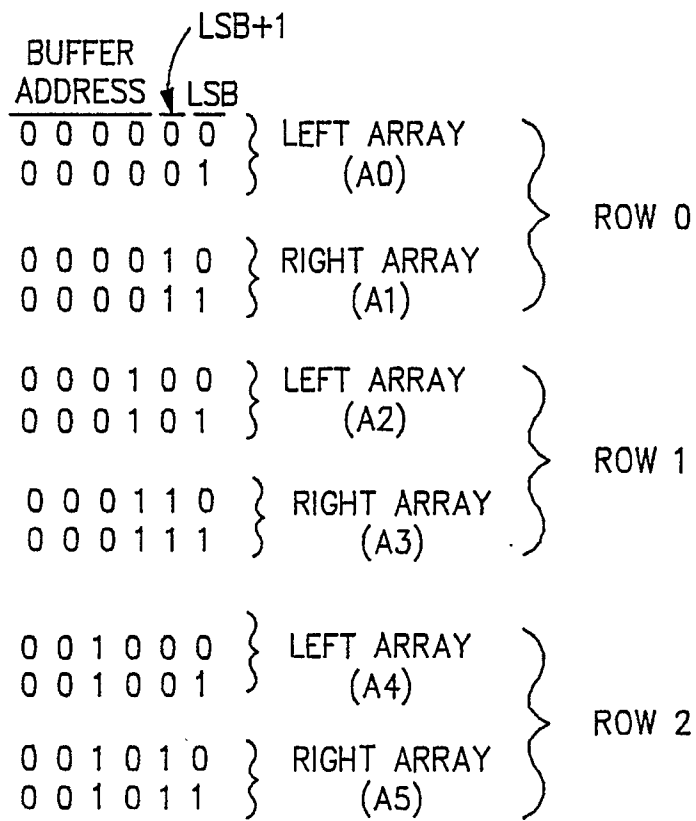 LSB+1
BUFFER
ADDRESS LSB
0 0 0 0 0 0 LEFT ARRAY
0 0 0 0 0 1 (A0)
ROW 0
0 0 0 0 1 0 RIGHT ARRAY
0 0 0 0 1 1 (A1)
0 0 0 1 0 0 LEFT ARRAY
0 0 0 1 0 1 (A2)
ROW 1
0 0 0 1 1 0 RIGHT ARRAY
0 0 0 1 1 1 (A3)
0 0 1 0 0 0 LEFT ARRAY
0 0 1 0 0 1 (A4)
ROW 2
0 0 1 0 1 0 RIGHT ARRAY
0 0 1 0 1 1 (A5)